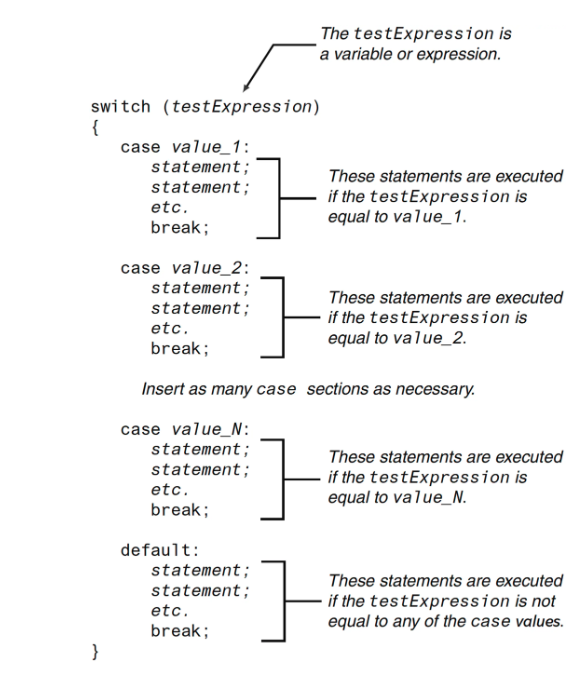 The testExpression is
a variable or expression.
switch (testExpression)
{
case value_1:
statement;
statement;
etc.
break;
These statements are executed
if the testExpression is
equal to value_1.
case value_2:
statement;
statement;
etc.
break;
These statements are executed
if the testExpression is
equal to value_2.
Insert as many case sections as necessary.
case value_N:
statement;
statement;
etc.
break;
These statements are executed
if the testExpression is
equal to value_N.
default:
statement;
statement;
etc.
break;
These statements are executed
if the testExpression is not
equal to any of the case values.
}